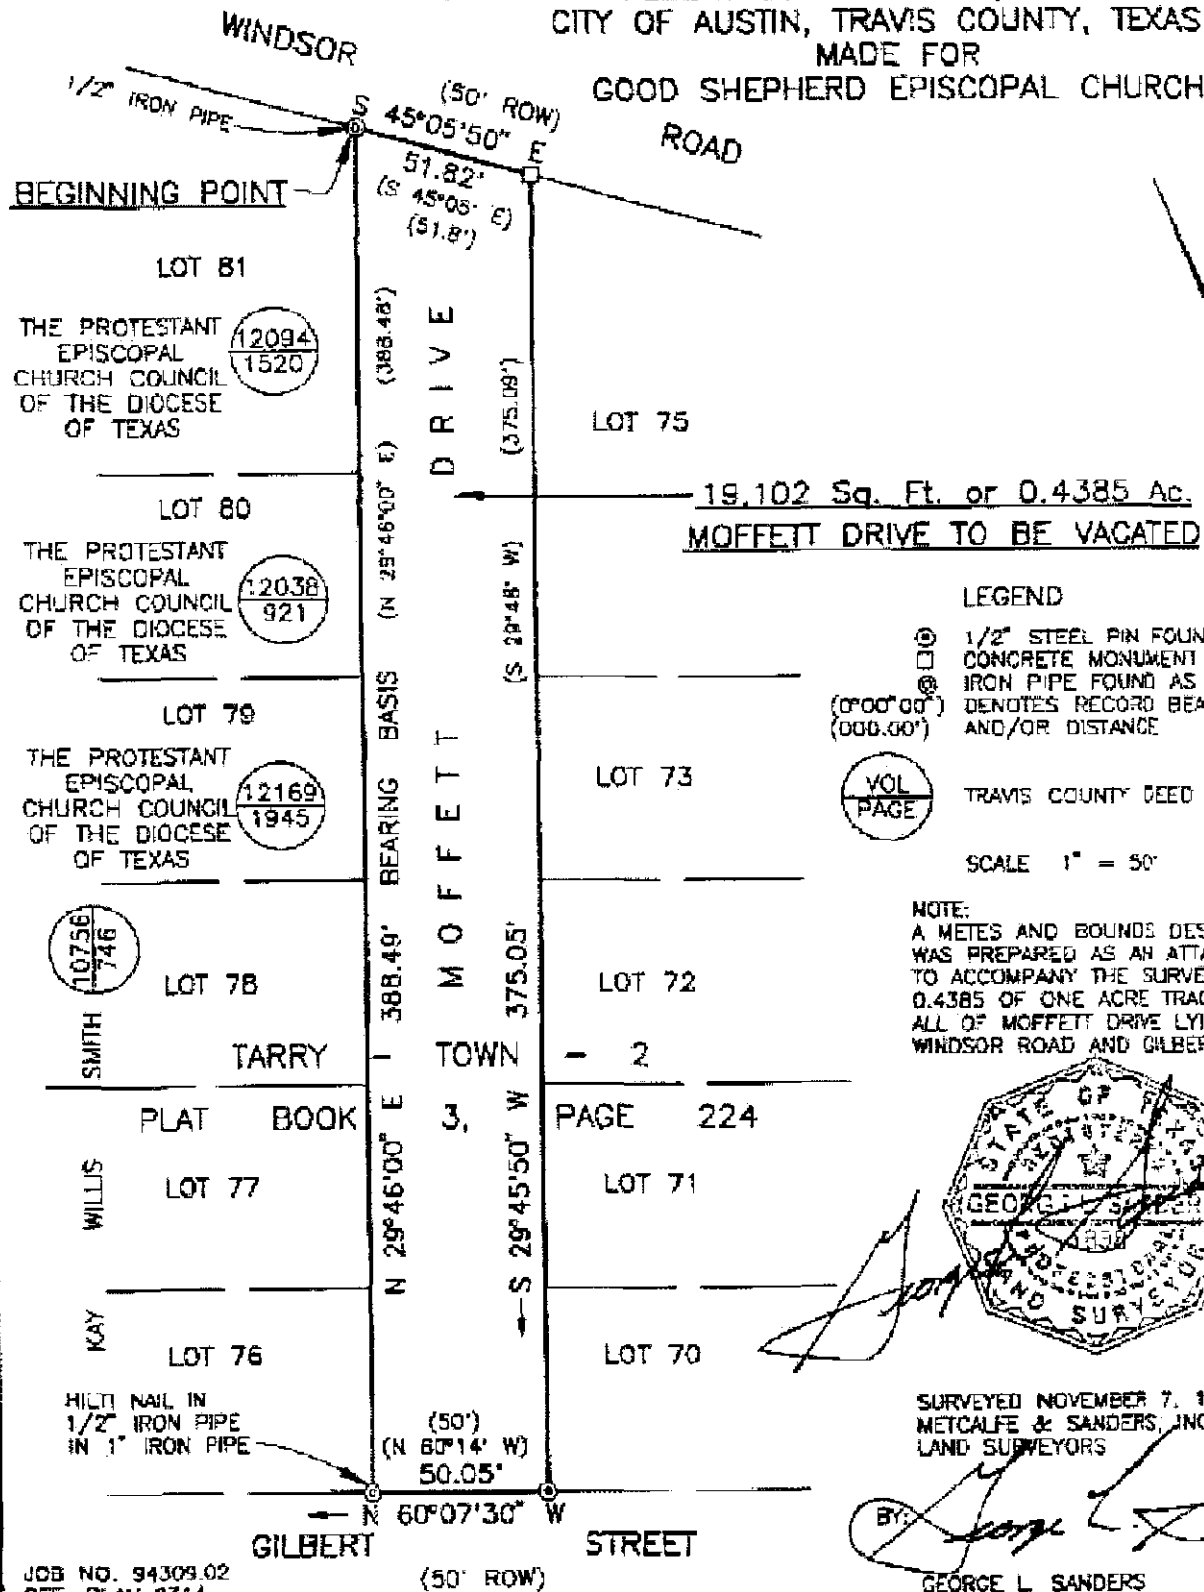 CITY OF AUSTIN, TRAVIS COUNTY, TEXAS
MADE FOR
GOOD SHEPHERD EPISCOPAL CHURCH
WINDSOR
(50' ROW)
ROAD
1/2" IRON PIPE
S 45°05'50" E
51.82'
(S 45°05' E)
(51.8')
BEGINNING POINT
LOT 81
THE PROTESTANT
EPISCOPAL
CHURCH COUNCIL
OF THE DIOCESE
OF TEXAS
12094
1520
(388.48')
DRIVE
(375.09')
LOT 75
19,102 Sq. Ft. or 0.4385 Ac.
MOFFETT DRIVE TO BE VACATED
LOT 80
THE PROTESTANT
EPISCOPAL
CHURCH COUNCIL
OF THE DIOCESE
OF TEXAS
12038
921
(N 29°46'00" E)
(S 29°48' W)
LEGEND
1/2" STEEL PIN FOUN
CONCRETE MONUMENT
IRON PIPE FOUND AS
(0°00'00") DENOTES RECORD BEA
(000.00') AND/OR DISTANCE
VOL
PAGE
TRAVIS COUNTY DEED
SCALE 1" = 50'
LOT 79
THE PROTESTANT
EPISCOPAL
CHURCH COUNCIL
OF THE DIOCESE
OF TEXAS
12169
1945
BEARING BASIS
MOFFETT
LOT 73
NOTE:
A METES AND BOUNDS DES
WAS PREPARED AS AN ATTA
TO ACCOMPANY THE SURVE
0.4385 OF ONE ACRE TRAC
ALL OF MOFFETT DRIVE LYI
WINDSOR ROAD AND GILBER
10756
746
LOT 78
388.49'
375.05'
LOT 72
TARRY - TOWN - 2
PLAT BOOK 3, PAGE 224
KAY WILLIS SMITH
LOT 77
N 29°46'00" E
S 29°45'50" W
LOT 71
STATE OF
LAND SURVEYOR
LOT 76
LOT 70
HILTI NAIL IN
1/2" IRON PIPE
IN 1" IRON PIPE
(50')
(N 60°14' W)
50.05'
N 60°07'30" W
GILBERT STREET
(50' ROW)
SURVEYED NOVEMBER 7, 1
METCALFE & SANDERS, INC
LAND SURVEYORS
BY:
GEORGE L. SANDERS
JOB NO. 94309.02